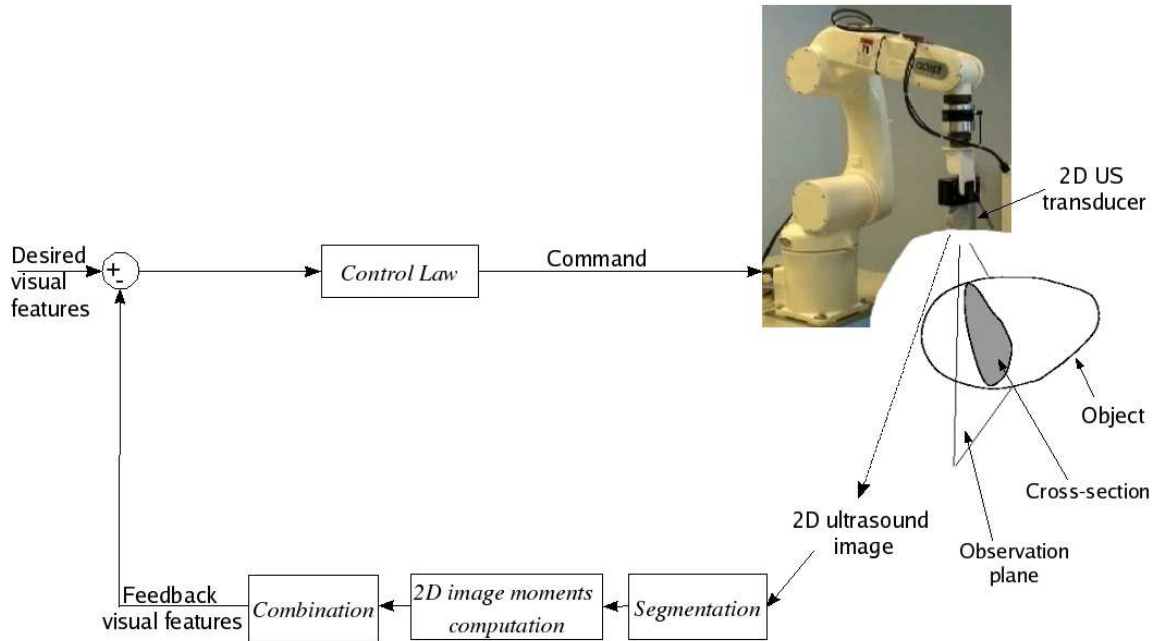 2D US
transducer
Desired
visual
features
+
-
Control Law
Command
adept
Object
Cross-section
Observation
plane
2D ultrasound
image
Segmentation
2D image moments
computation
Combination
Feedback
visual features